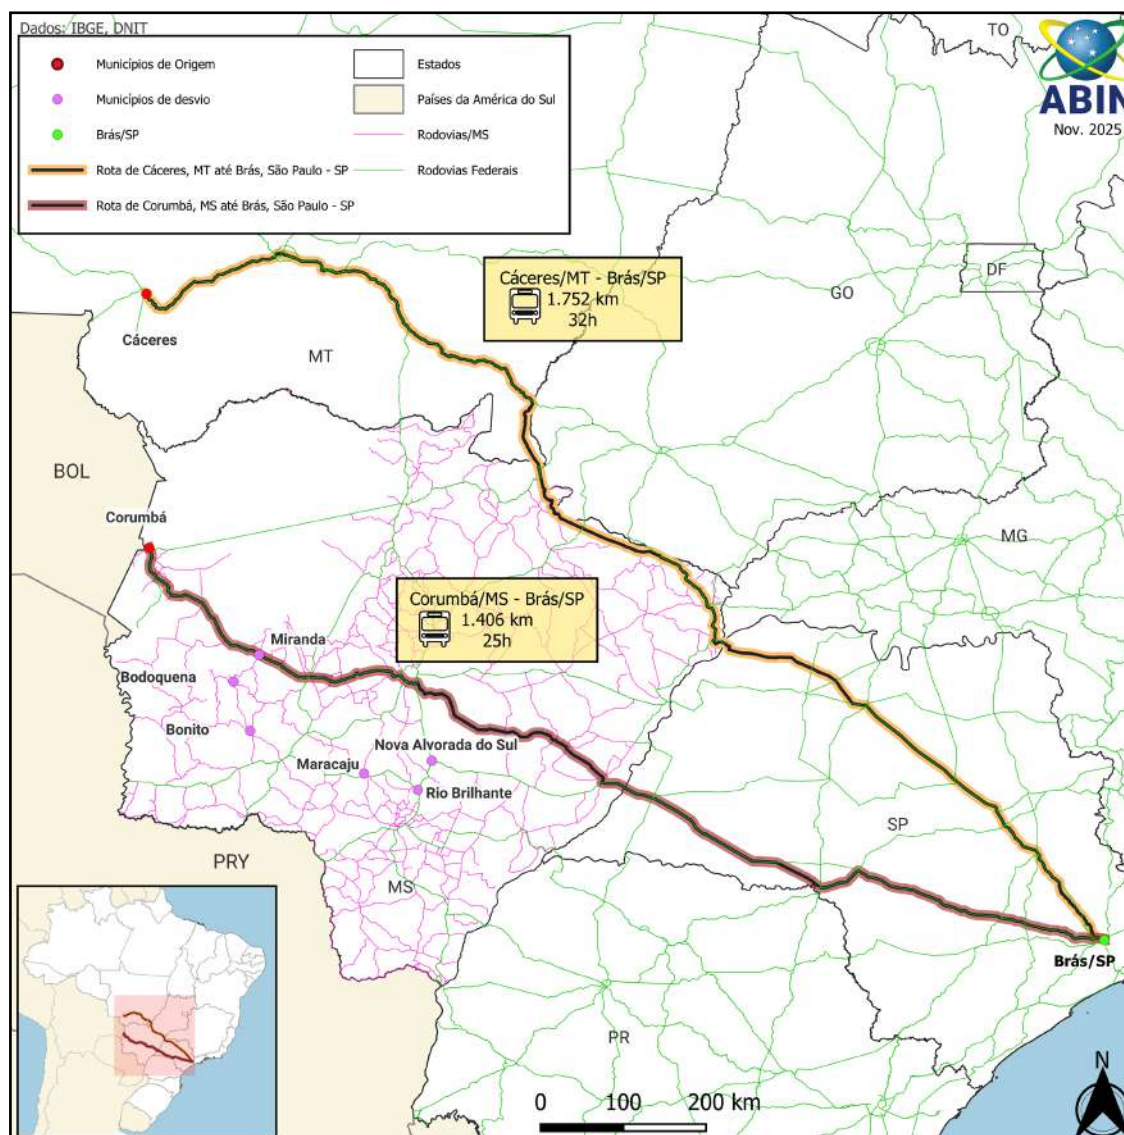 Dados: IBGE, DNIT
Municípios de Origem
Municípios de desvio
Brás/SP
Rota de Cáceres, MT até Brás, São Paulo - SP
Rota de Corumbá, MS até Brás, São Paulo - SP
Estados
Países da América do Sul
Rodovias/MS
Rodovias Federais
TO
ABIN
Nov. 2025
Cáceres/MT - Brás/SP
1.752 km
32h
DF
GO
Cáceres
MT
BOL
Corumbá
MG
Corumbá/MS - Brás/SP
1.406 km
25h
Miranda
Bodoquena
Bonito
Nova Alvorada do Sul
Maracaju
Rio Brilhante
SP
PRY
MS
Brás/SP
PR
N
0 100 200 km